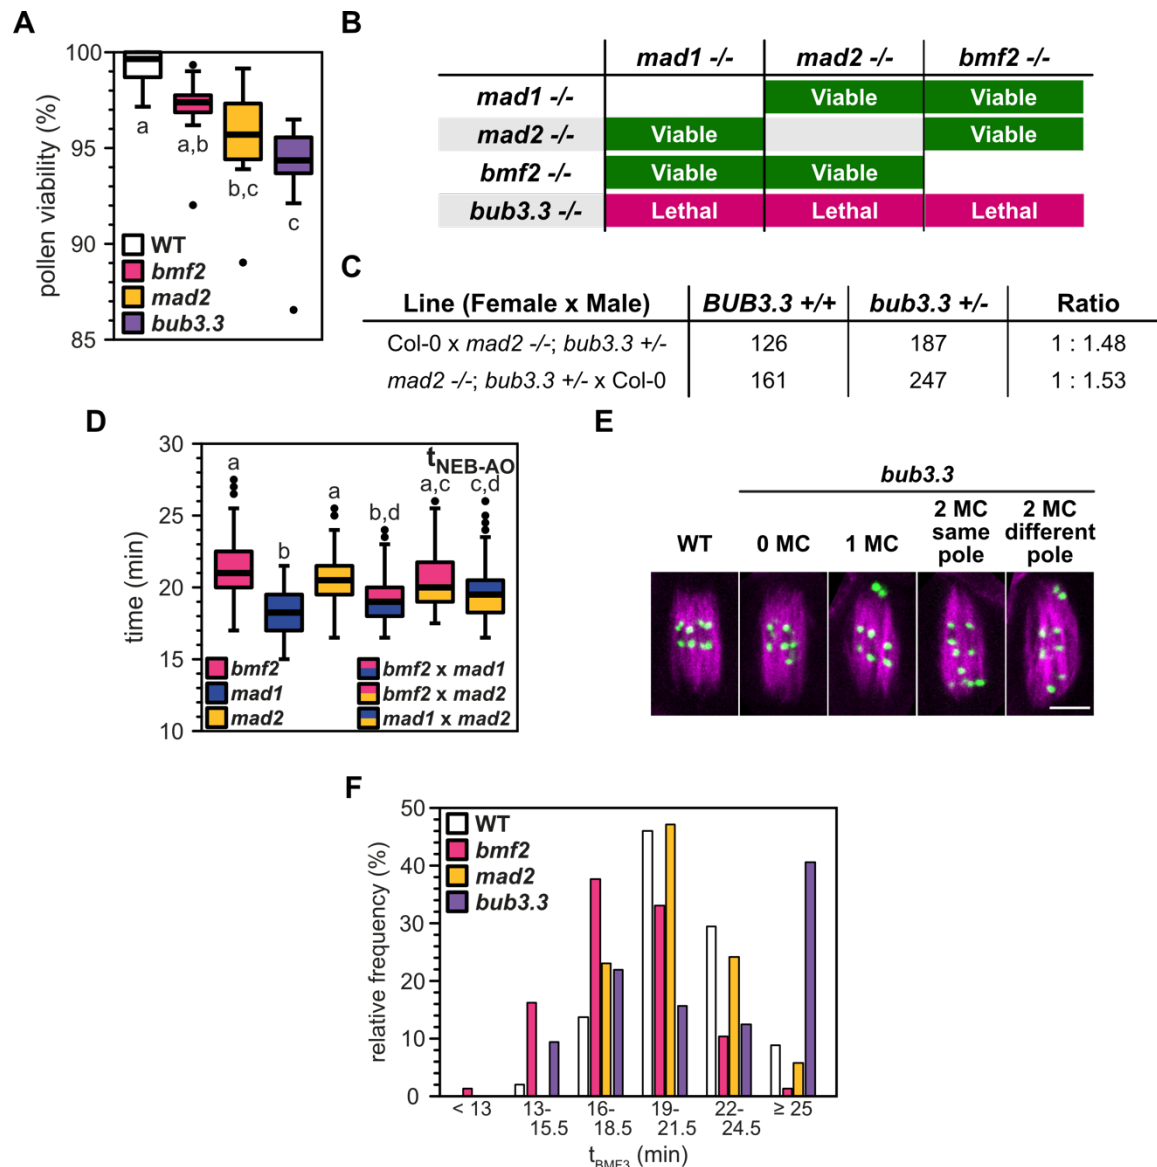 A
pollen viability (%)
100
95
90
85
a
a,b
b,c
c
WT
bmf2
mad2
bub3.3
B
mad1 -/- mad2 -/- bmf2 -/-
mad1 -/- Viable Viable
mad2 -/- Viable Viable
bmf2 -/- Viable Viable
bub3.3 -/- Lethal Lethal Lethal
C
Line (Female x Male) BUB3.3 +/+ bub3.3 +/- Ratio
Col-0 x mad2 -/-; bub3.3 +/- 126 187 1 : 1.48
mad2 -/-; bub3.3 +/- x Col-0 161 247 1 : 1.53
D
time (min)
30
25
20
15
10
tNEB-AO
a b a b,d a,c c,d
bmf2 bmf2 x mad1
mad1 bmf2 x mad2
mad2 mad1 x mad2
E
bub3.3
WT 0 MC 1 MC 2 MC same pole 2 MC different pole
F
relative frequency (%)
50
40
30
20
10
0
WT
bmf2
mad2
bub3.3
< 13 13-15.5 16-18.5 19-21.5 22-24.5 ≥ 25
tBMF3 (min)